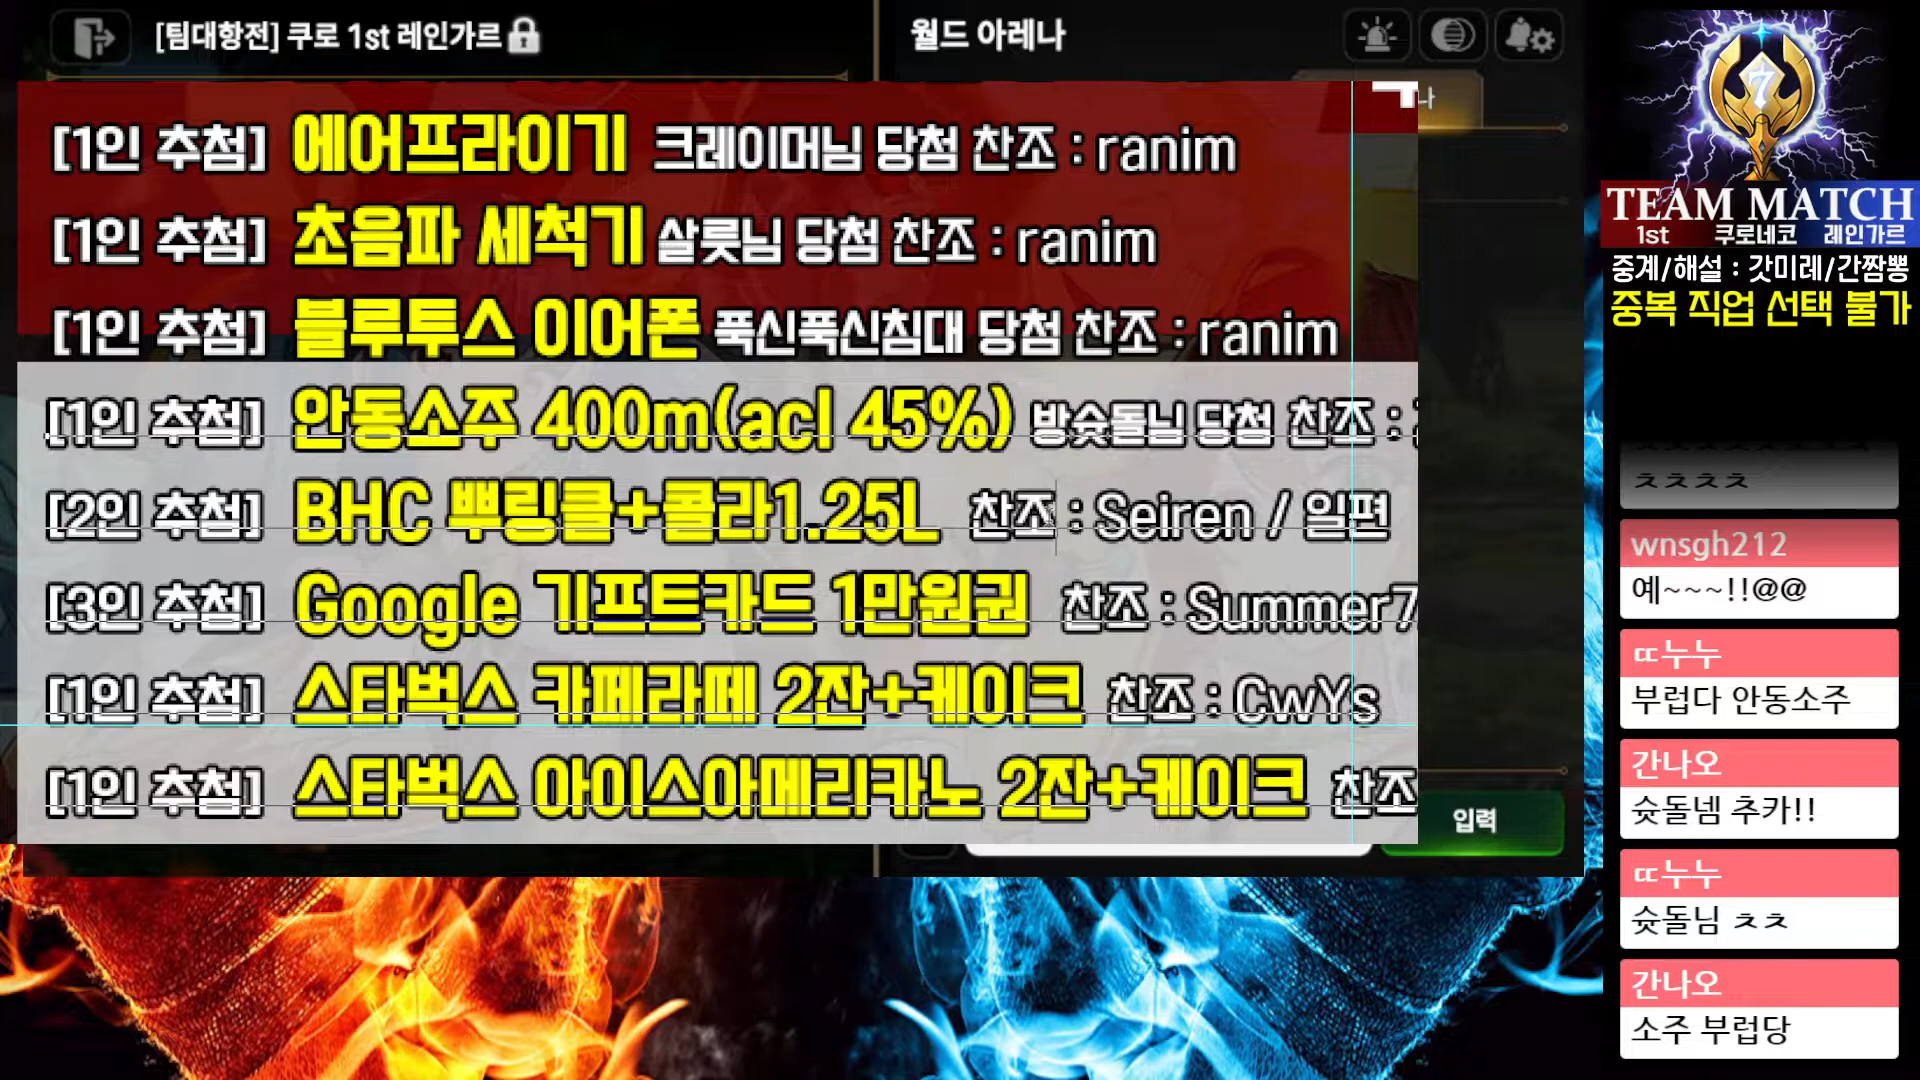 [팀대항전] 쿠로 1st 레인가르
월드 아레나
[1인 추첨] 에어프라이기 크레이머님 당첨 찬조 : ranim
[1인 추첨] 초음파 세척기 살룻님 당첨 찬조 : ranim
[1인 추첨] 블루투스 이어폰 푹신푹신침대 당첨 찬조 : ranim
[1인 추첨] 안동소주 400m(acl 45%) 방슛돌님 당첨 찬조 :
[2인 추첨] BHC 뿌링클+콜라1.25L 찬조 : Seiren / 일편
[3인 추첨] Google 기프트카드 1만원권 찬조 : Summer7
[1인 추첨] 스타벅스 카페라떼 2잔+케이크 찬조 : CwYs
[1인 추첨] 스타벅스 아이스아메리카노 2잔+케이크 찬조
입력
7
TEAM MATCH
1st 쿠로네코 레인가르
중계/해설 : 갓미레/간짬뽕
중복 직업 선택 불가
ㅊㅊㅊㅊ
wnsgh212
예~~~!!@@
ㄸ누누
부럽다 안동소주
간나오
슛돌넴 추카!!
ㄸ누누
슛돌님 ㅊㅊ
간나오
소주 부럽당